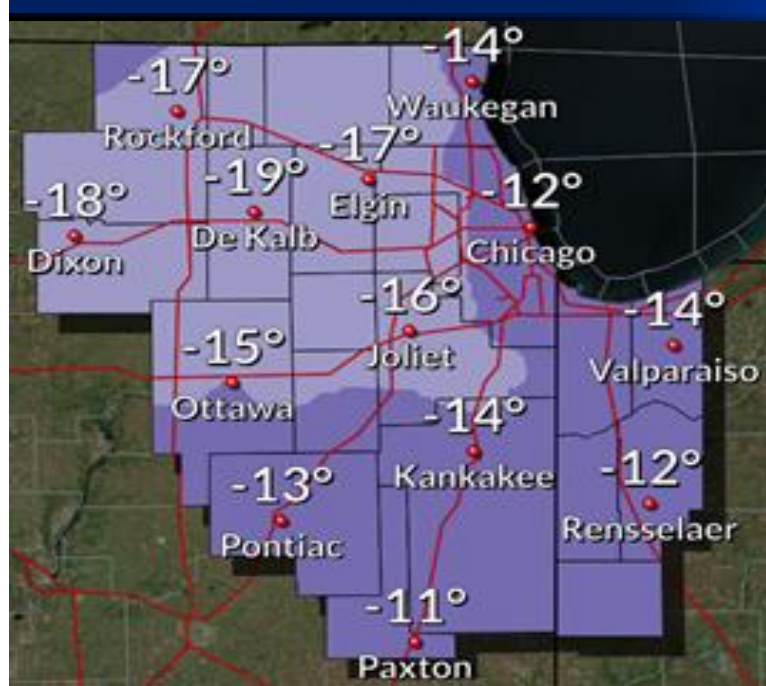 -14°
Waukegan
-17°
Rockford
-17°
Elgin
-19°
De Kalb
-12°
Chicago
-18°
Dixon
-16°
Joliet
-14°
Valparaiso
-15°
Ottawa
-14°
Kankakee
-12°
Rensselaer
-13°
Pontiac
-11°
Paxton